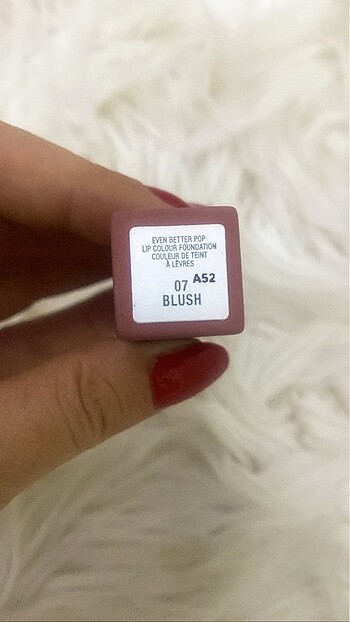 EVEN BETTER POP
LIP COLOUR FOUNDATION
COULEUR DE TEINT
À LÈVRES
07 A52
BLUSH